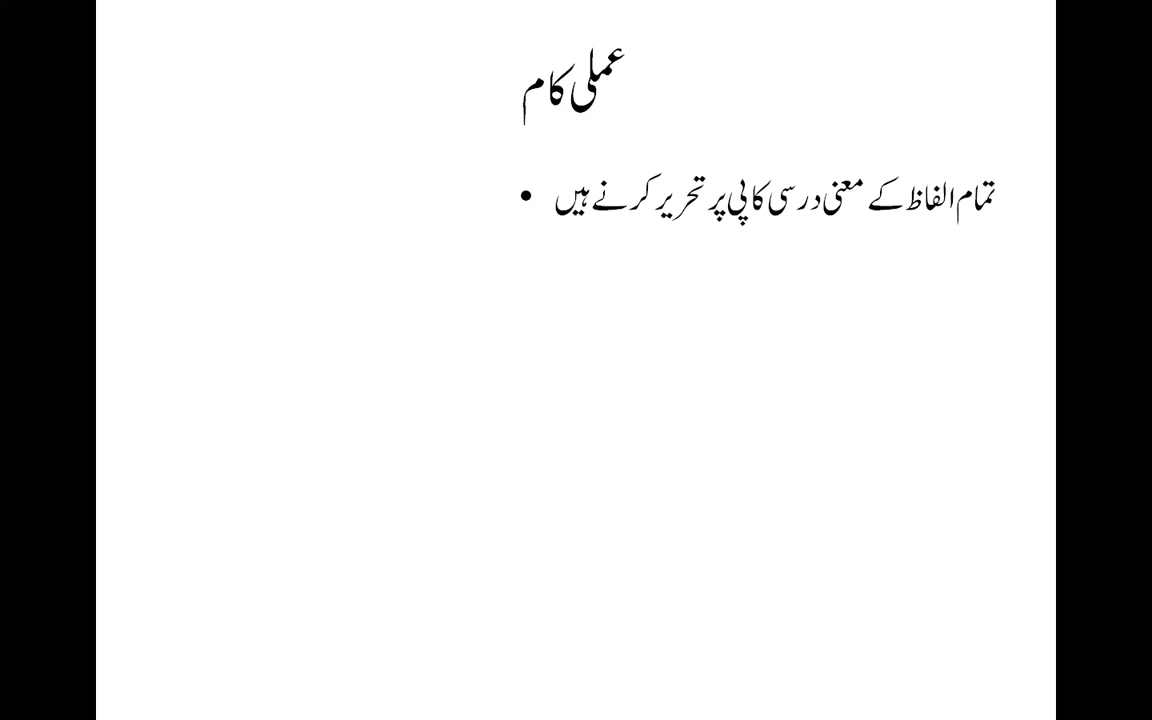 عملی کام
تمام الفاظ کے معنی درسی کاپی پر تحریر کرنے ہیں •